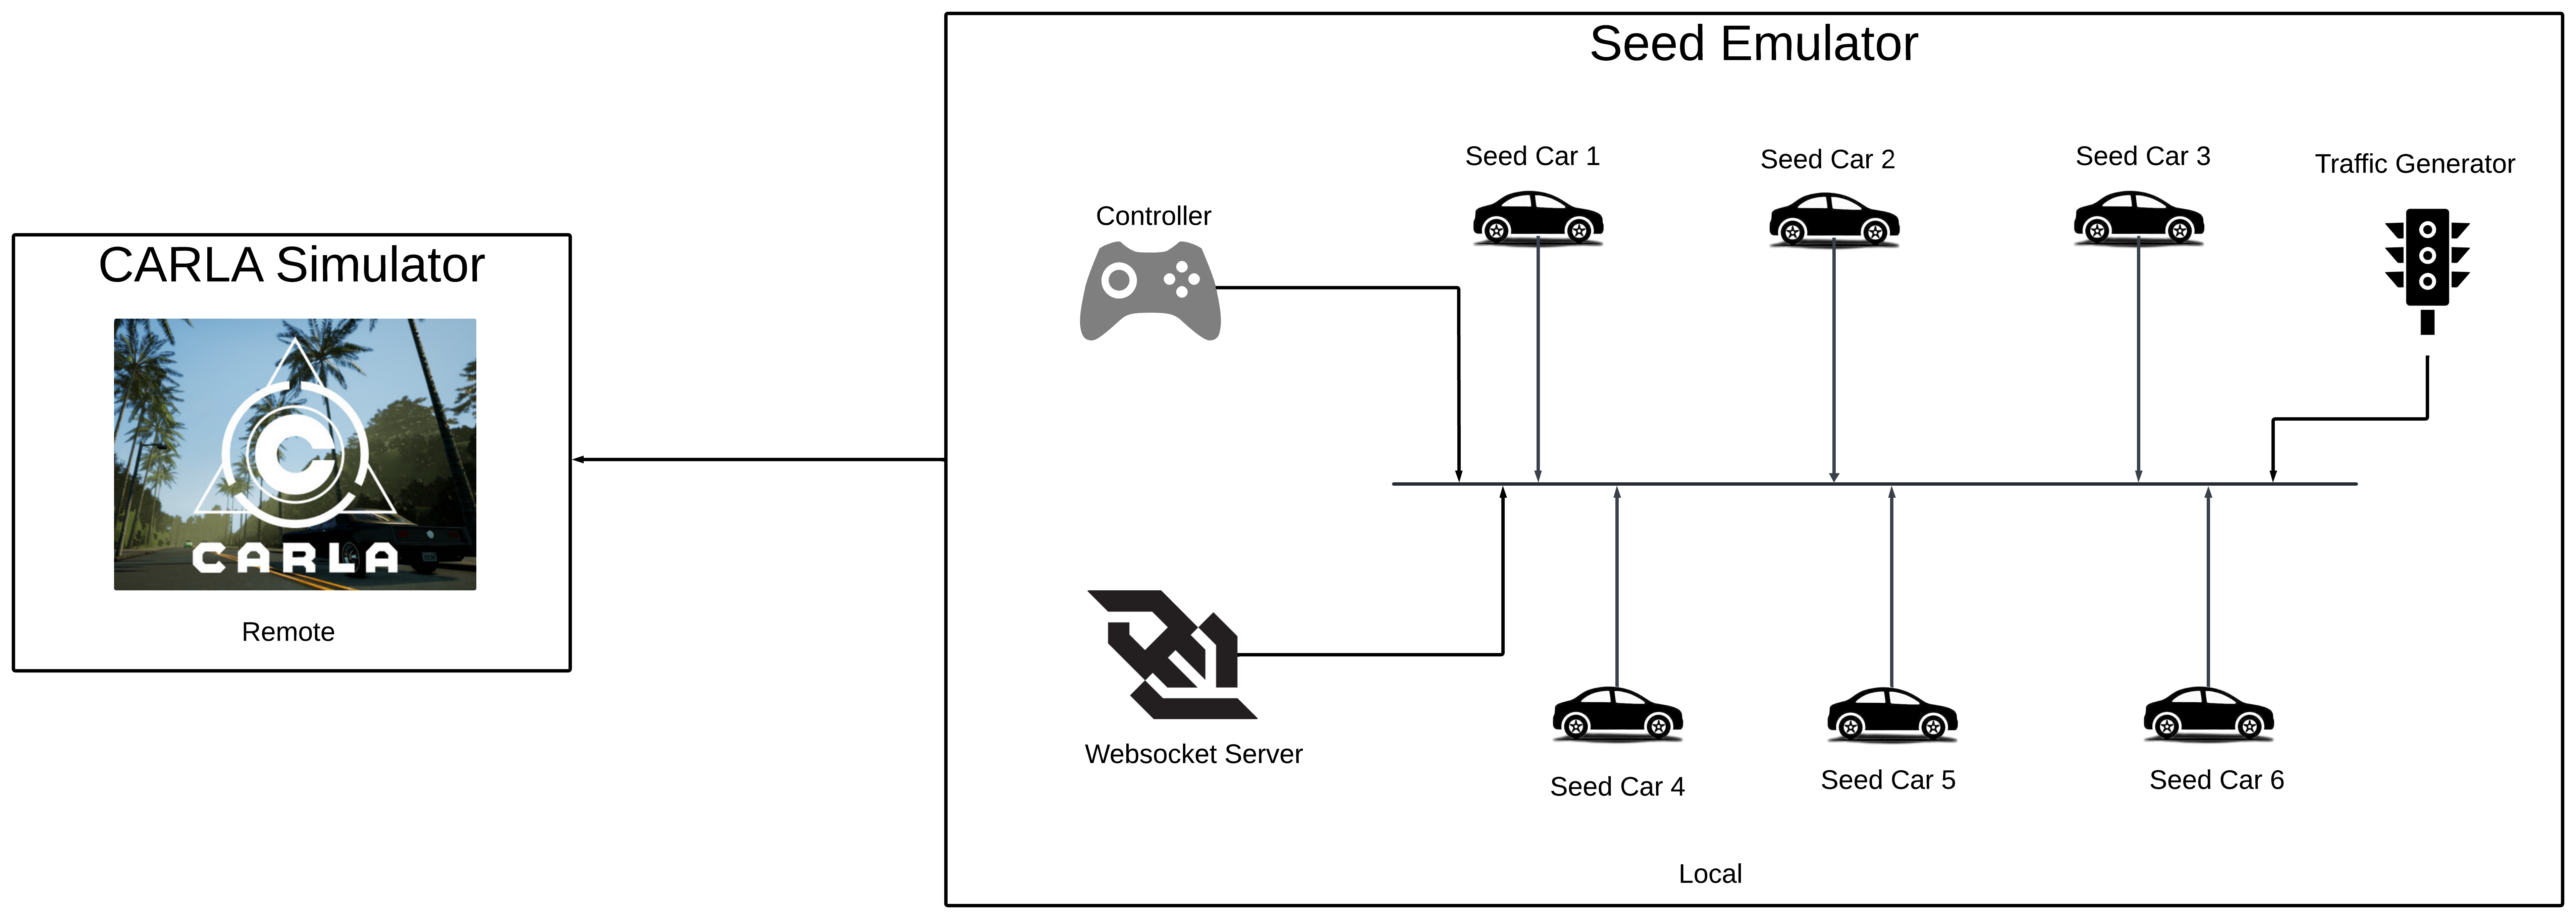 Seed Emulator
Seed Car 1
Seed Car 2
Seed Car 3
Traffic Generator
Controller
CARLA Simulator
CARLA
Remote
Websocket Server
Seed Car 4
Seed Car 5
Seed Car 6
Local